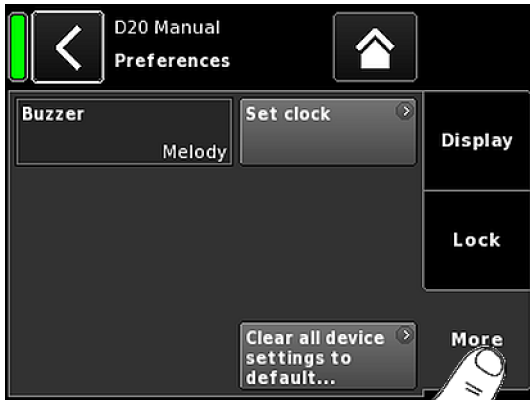 D20 Manual
Preferences
Buzzer
Melody
Set clock
Display
Lock
Clear all device
settings to
default...
More